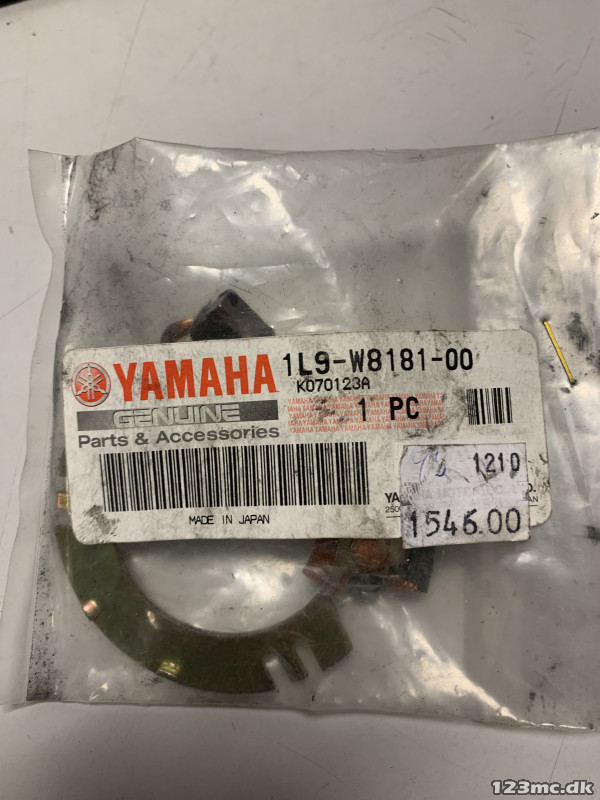 YAMAHA
GENUINE
Parts & Accessories
1L9-W8181-00
K070123A
1 PC
MADE IN JAPAN
1210
1546.00
123mc.dk